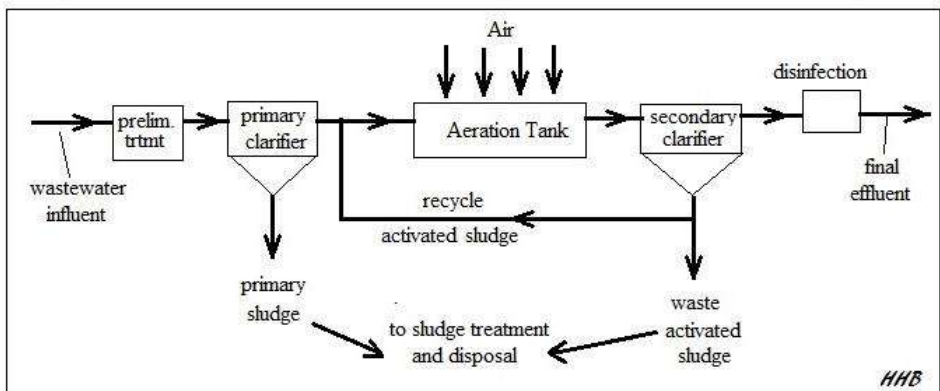 Air
disinfection
prelim.
trtmt
primary
clarifier
Aeration Tank
secondary
clarifier
wastewater
influent
final
effluent
recycle
activated sludge
primary
sludge
to sludge treatment
and disposal
waste
activated
sludge
HHB